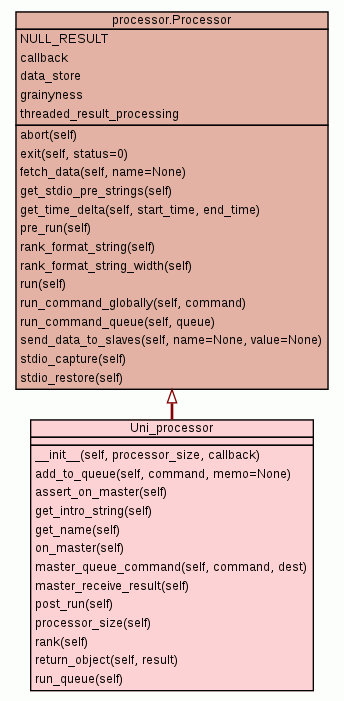 processor.Processor
NULL_RESULT
callback
data_store
grainyness
threaded_result_processing
abort(self)
exit(self, status=0)
fetch_data(self, name=None)
get_stdio_pre_strings(self)
get_time_delta(self, start_time, end_time)
pre_run(self)
rank_format_string(self)
rank_format_string_width(self)
run(self)
run_command_globally(self, command)
run_command_queue(self, queue)
send_data_to_slaves(self, name=None, value=None)
stdio_capture(self)
stdio_restore(self)
Uni_processor
__init__(self, processor_size, callback)
add_to_queue(self, command, memo=None)
assert_on_master(self)
get_intro_string(self)
get_name(self)
on_master(self)
master_queue_command(self, command, dest)
master_receive_result(self)
post_run(self)
processor_size(self)
rank(self)
return_object(self, result)
run_queue(self)